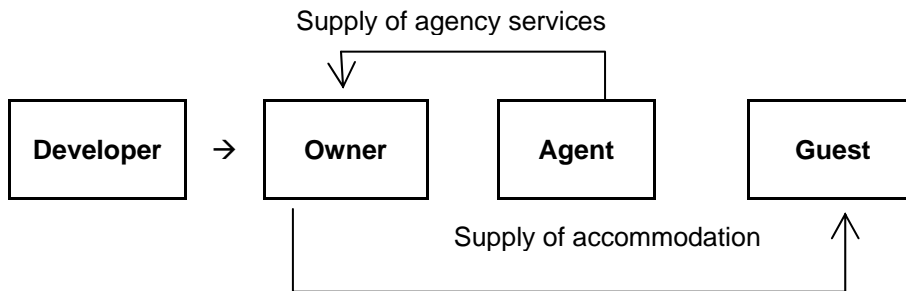 Supply of agency services
Developer → Owner Agent Guest
Supply of accommodation